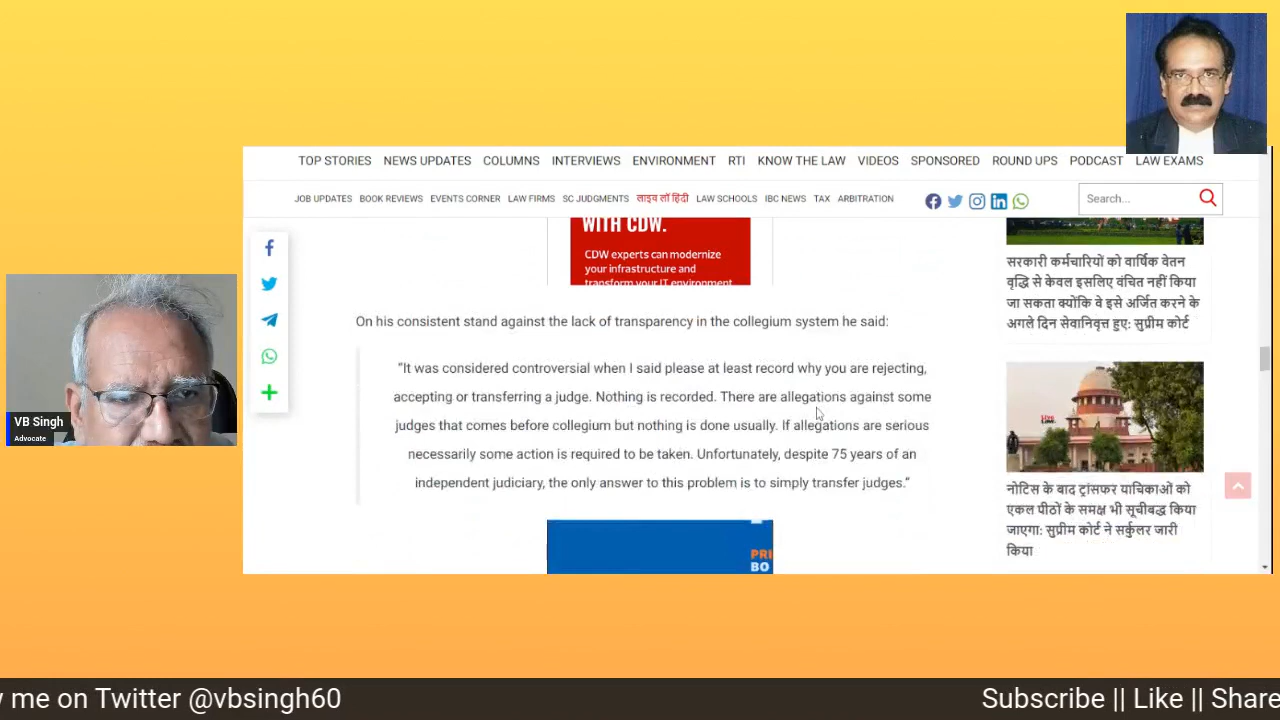 TOP STORIES NEWS UPDATES COLUMNS INTERVIEWS ENVIRONMENT RTI KNOW THE LAW VIDEOS SPONSORED ROUND UPS PODCAST LAW EXAMS
JOB UPDATES BOOK REVIEWS EVENTS CORNER LAW FIRMS SC JUDGMENTS लाइव लॉ हिंदी LAW SCHOOLS IBC NEWS TAX ARBITRATION
Search...
WITH CDW.
CDW experts can modernize
your infrastructure and
transform your IT environment
On his consistent stand against the lack of transparency in the collegium system he said:
“It was considered controversial when I said please at least record why you are rejecting,
accepting or transferring a judge. Nothing is recorded. There are allegations against some
judges that comes before collegium but nothing is done usually. If allegations are serious
necessarily some action is required to be taken. Unfortunately, despite 75 years of an
independent judiciary, the only answer to this problem is to simply transfer judges.”
PRI
BO
सरकारी कर्मचारियों को वार्षिक वेतन
वृद्धि से केवल इसलिए वंचित नहीं किया
जा सकता क्योंकि वे इसे अर्जित करने के
अगले दिन सेवानिवृत्त हुए: सुप्रीम कोर्ट
LIVE
LAW
नोटिस के बाद ट्रांसफर याचिकाओं को
एकल पीठों के समक्ष भी सूचीबद्ध किया
जाएगा: सुप्रीम कोर्ट ने सर्कुलर जारी
किया
VB Singh
Advocate
w me on Twitter @vbsingh60
Subscribe || Like || Share